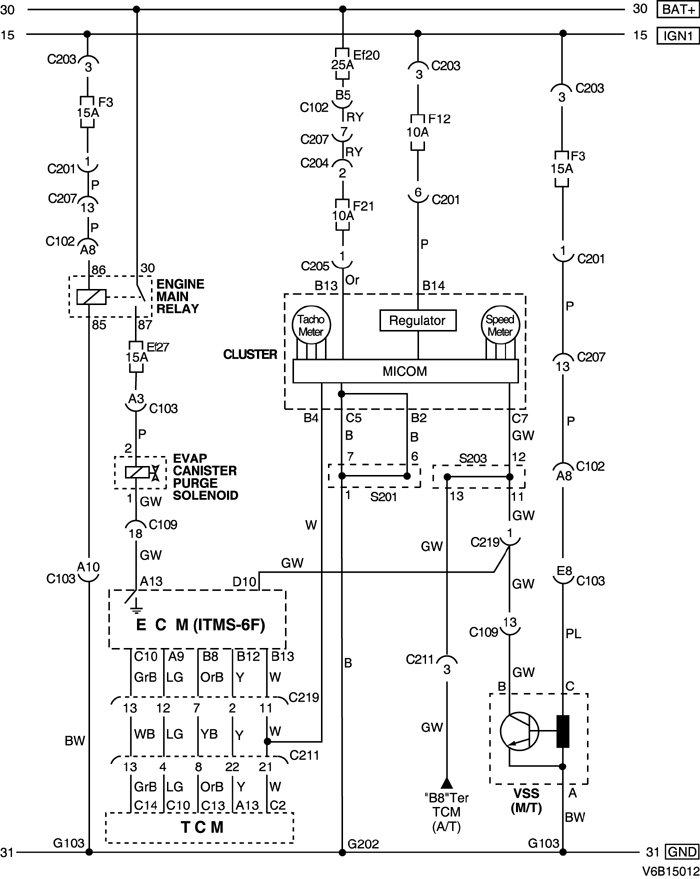 30 30 BAT+
15 15 IGN1
C203 3
F3 15A
1 C201
P
C207 13
P
C102 A8
86 30
ENGINE MAIN RELAY
85 87
Ef27 15A
A3 C103
P
2
EVAP CANISTER PURGE SOLENOID
1 GW
C109 18
GW
A10 C103
A13 D10
GW
E C M (ITMS-6F)
C10 A9 B8 B12 B13
GrB LG OrB Y W
C219
13 12 7 2 11
WB LG YB Y W
C211
13 4 8 22 21
GrB LG OrB Y W
C14 C10 C13 A13 C2
T C M
BW
Ef20 25A
B5
C102 RY
7
C207 RY
C204
2
F21 10A
1
C205
B13 Or
C203 3
F12 10A
6 C201
P
B14
Tacho Meter
Regulator
Speed Meter
CLUSTER
MICOM
B4 C5 B2 C7
B B GW
7 6
1 S201
S203 12
13 11
W
GW GW
1
C219
GW
13
C109
GW
C211 3
GW
"B8"Ter
TCM
(A/T)
B
C203 3
F3 15A
1 C201
P
C207 13
P
C102 A8
E8 C103
PL
B C
VSS
(M/T)
A
BW
31 G103 G202 G103 31 GND
V6B15012